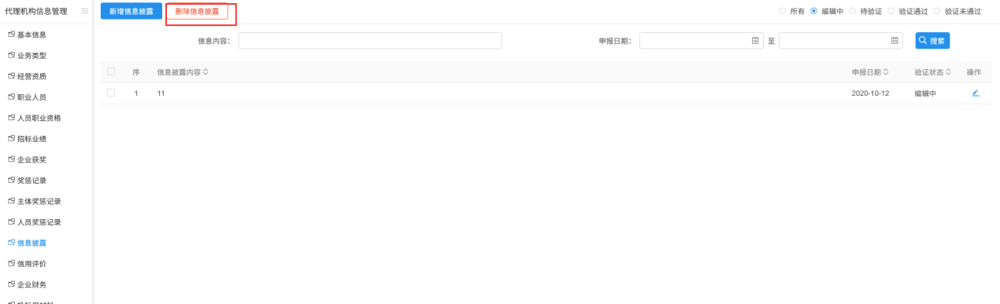 代理机构信息管理
新增信息披露 删除信息披露 所有 编辑中 待验证 验证通过 验证未通过
基本信息
信息内容： 申报日期： 至 搜索
业务类型
经营资质
序 信息披露内容 申报日期 验证状态 操作
职业人员
1 11 2020-10-12 编辑中
人员职业资格
招标业绩
企业获奖
奖惩记录
主体奖惩记录
人员奖惩记录
信息披露
信用评价
企业财务